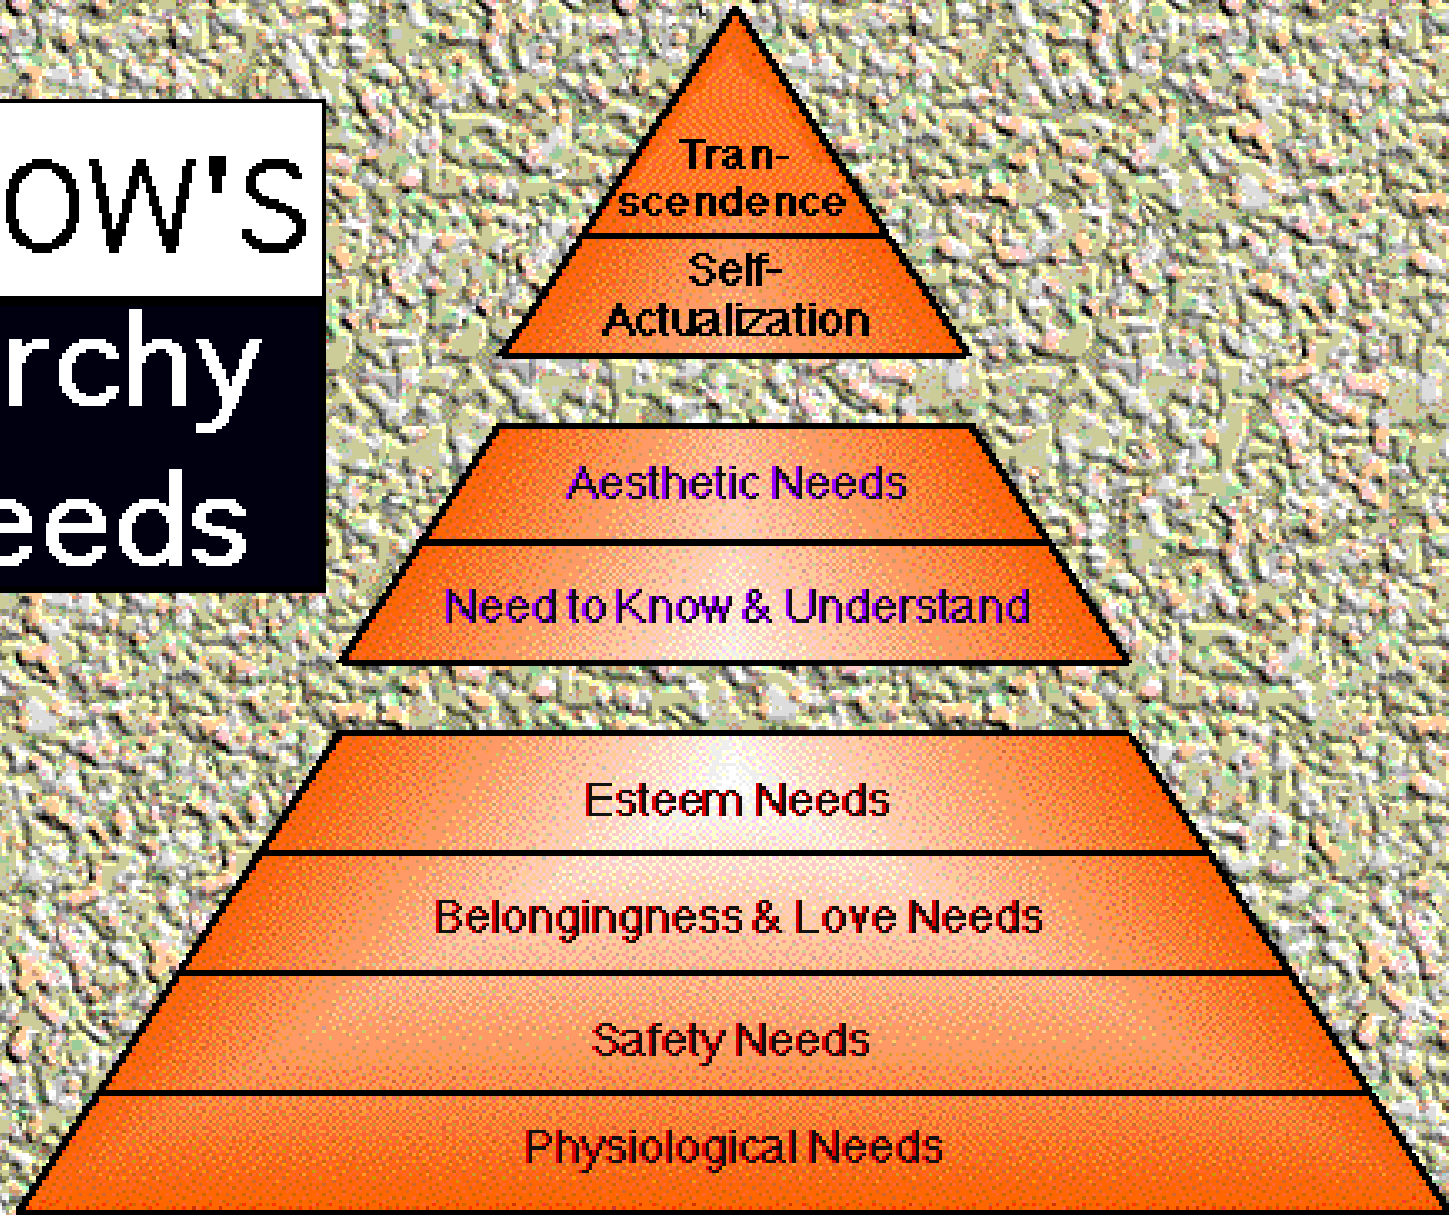 OW'S
rchy
eeds
Tran-
scendence
Self-
Actualization
Aesthetic Needs
Need to Know & Understand
Esteem Needs
Belongingness & Love Needs
Safety Needs
Physiological Needs